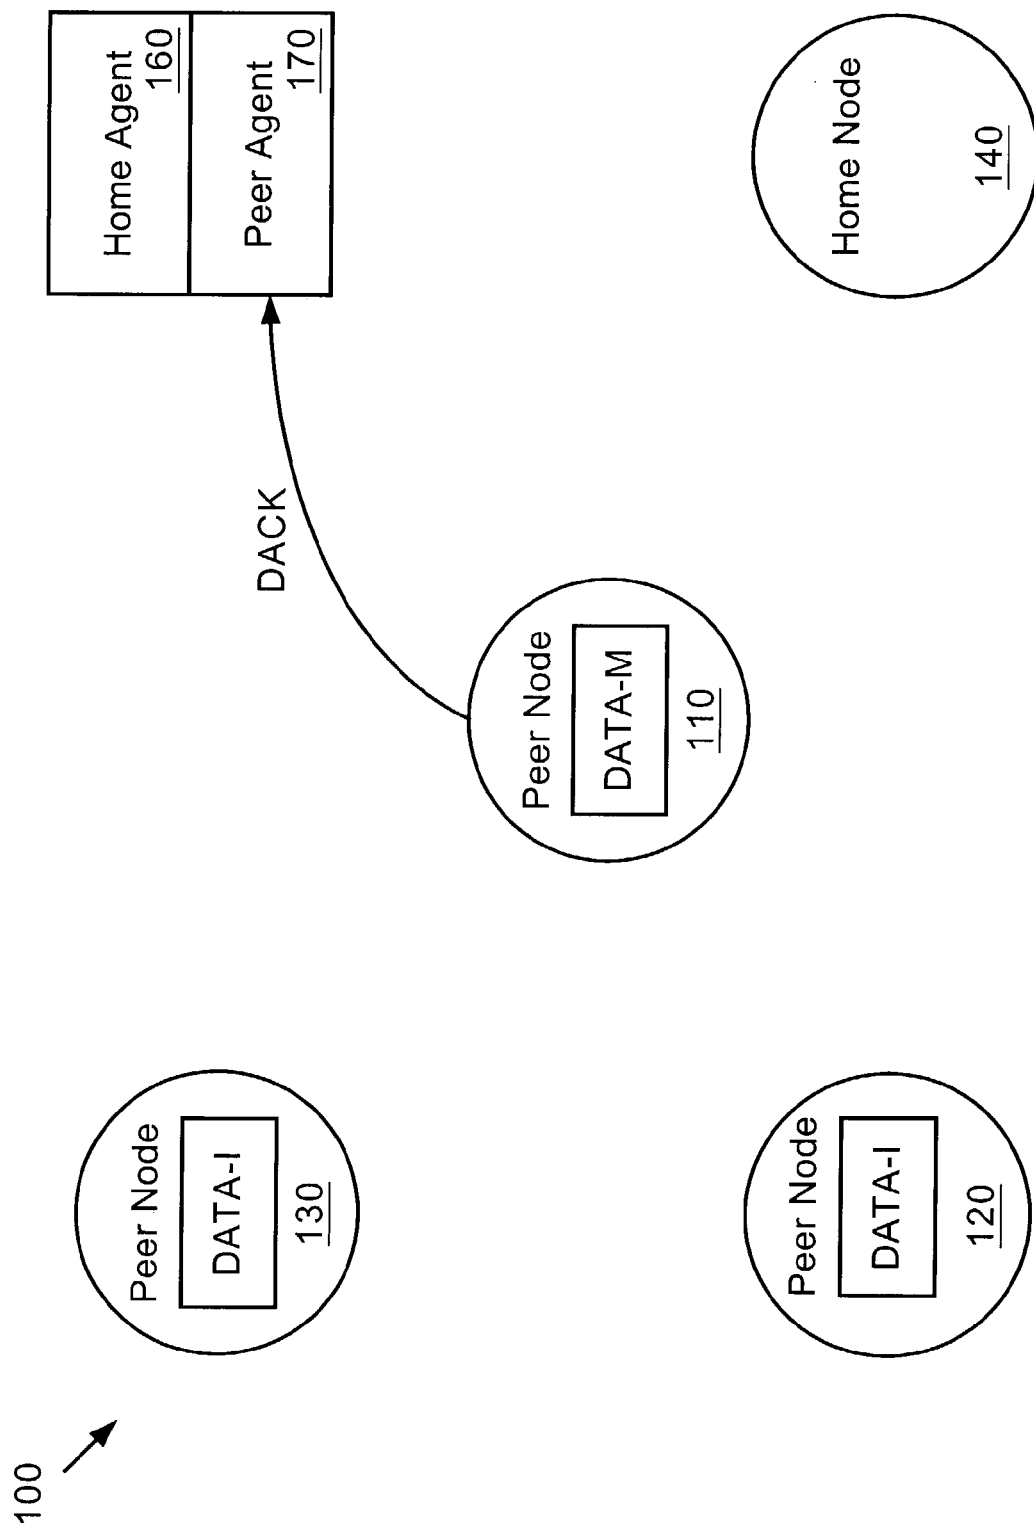 100
Peer Node
DATA-I
130
Peer Node
DATA-I
120
Peer Node
DATA-M
110
DACK
Home Agent
160
Peer Agent
170
Home Node
140